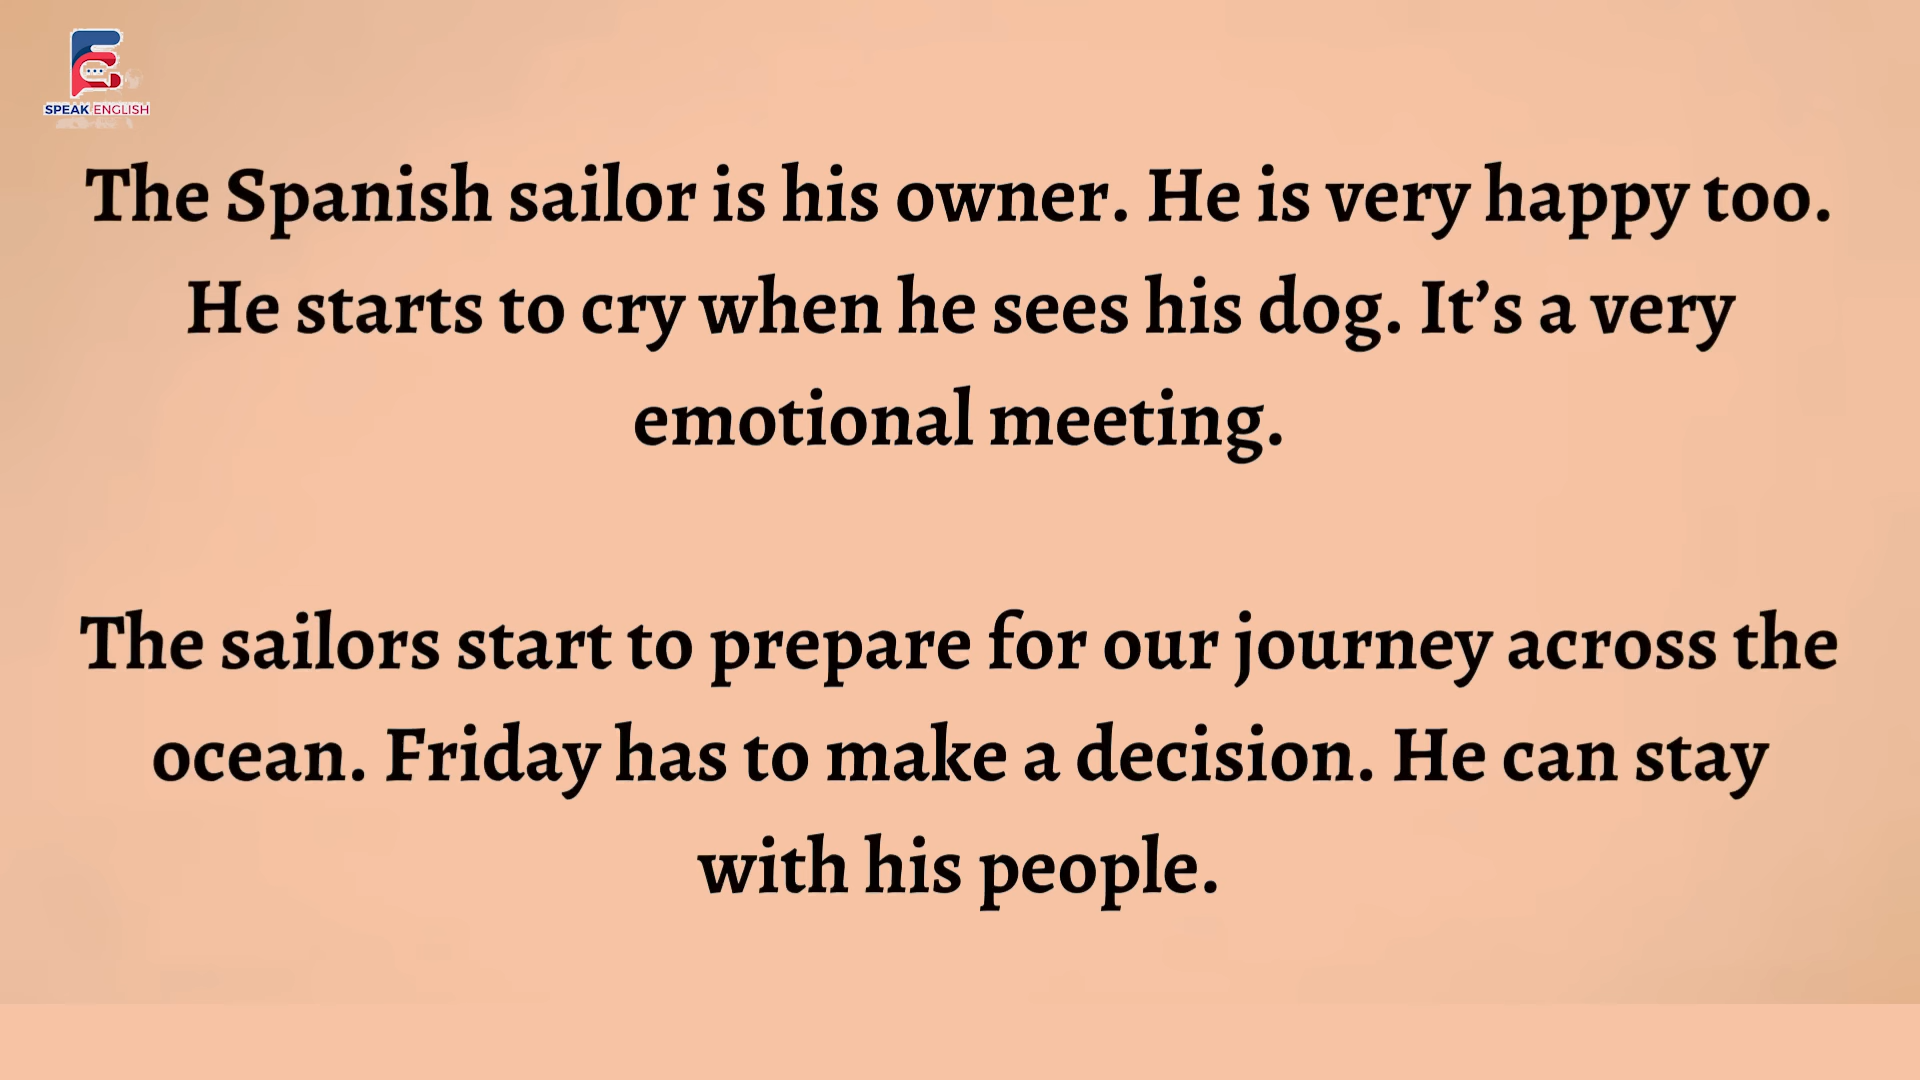 SPEAK ENGLISH
The Spanish sailor is his owner. He is very happy too.
He starts to cry when he sees his dog. It’s a very
emotional meeting.
The sailors start to prepare for our journey across the
ocean. Friday has to make a decision. He can stay
with his people.